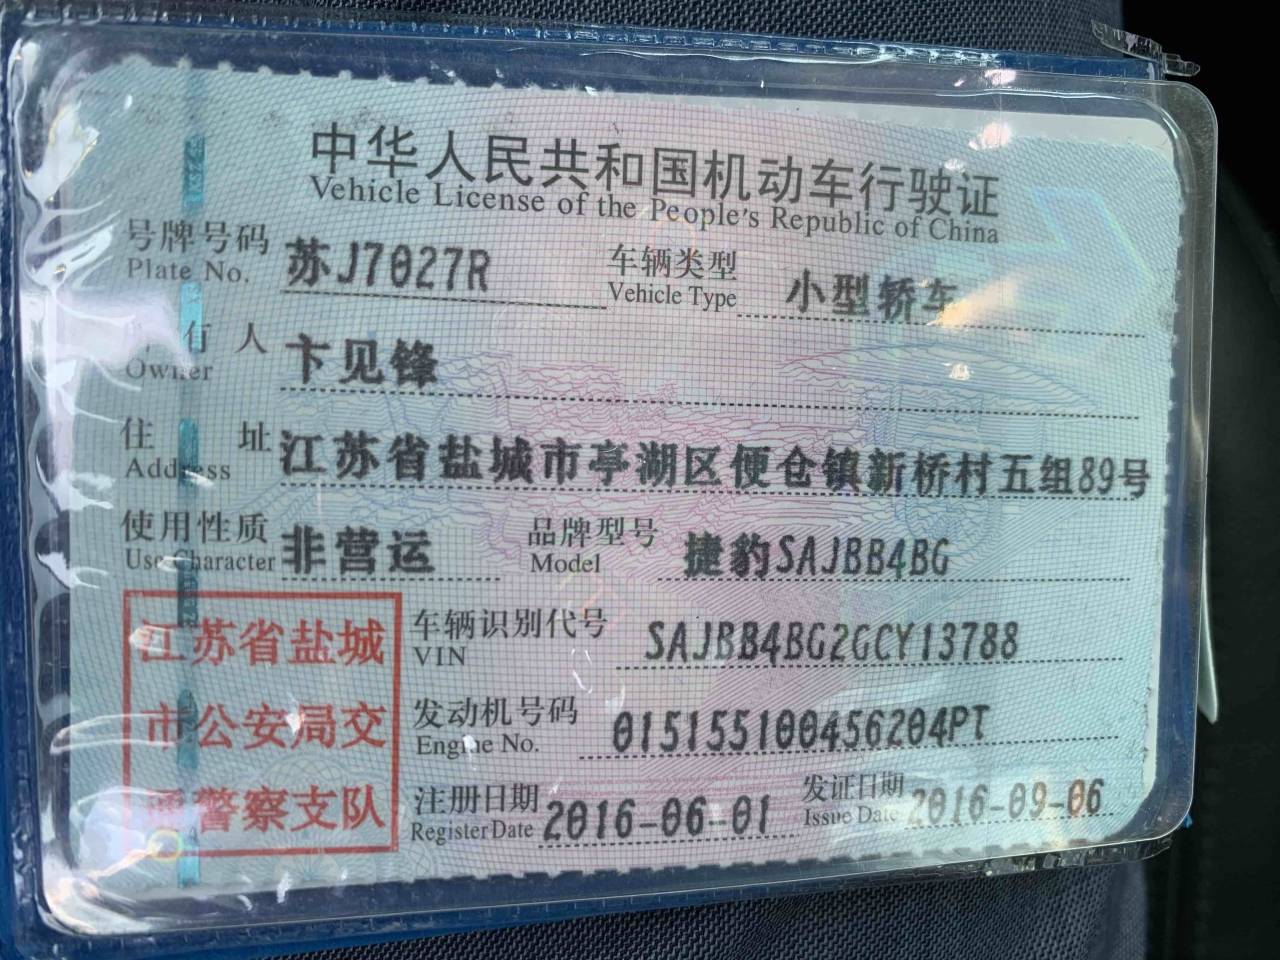 中华人民共和国机动车行驶证
Vehicle License of the People's Republic of China
号牌号码 苏J7027R 车辆类型 小型轿车
Plate No. Vehicle Type
有人 卞见锋
Owner
住址 江苏省盐城市亭湖区便仓镇新桥村五组89号
Address
使用性质 非营运 品牌型号 捷豹SAJBB4BG
Use Character Model
车辆识别代号 SAJBB4BG2GCY13788
VIN
发动机号码 015155100456204PT
Engine No.
注册日期 2016-06-01 发证日期 2016-09-06
Register Date Issue Date
江苏省盐城
市公安局交
通警察支队